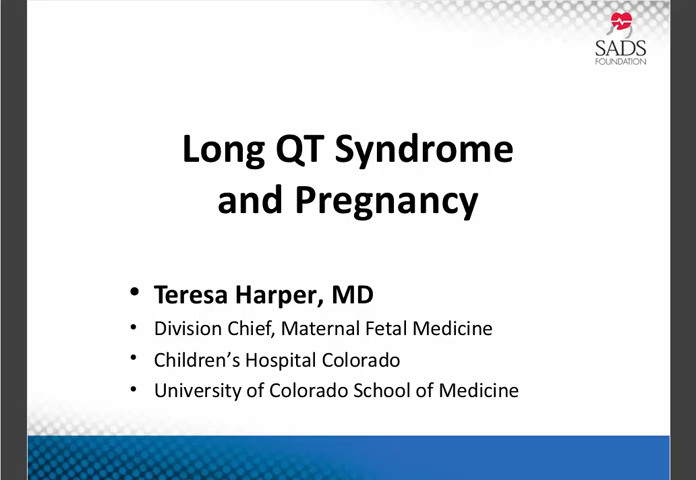 SADS
FOUNDATION
Long QT Syndrome
and Pregnancy
• Teresa Harper, MD
• Division Chief, Maternal Fetal Medicine
• Children’s Hospital Colorado
• University of Colorado School of Medicine